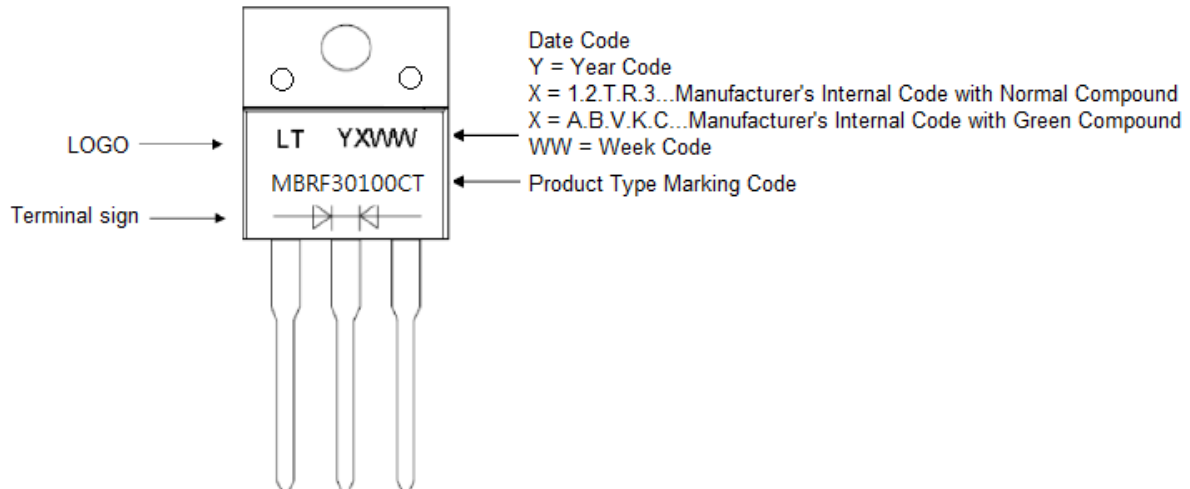 Date Code
Y = Year Code
X = 1.2.T.R.3...Manufacturer's Internal Code with Normal Compound
X = A.B.V.K.C...Manufacturer's Internal Code with Green Compound
WW = Week Code
LOGO
LT YXWW
MBRF30100CT
Product Type Marking Code
Terminal sign